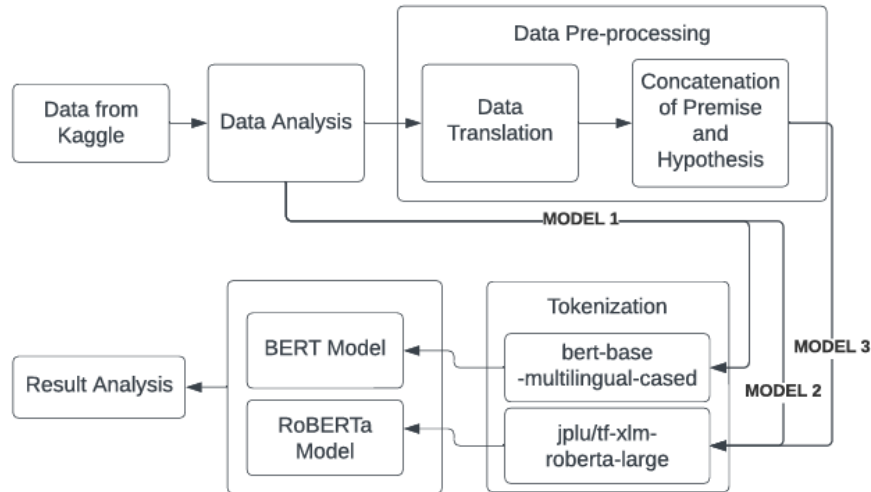 Data Pre-processing
Data from
Kaggle
Data Analysis
Data
Translation
Concatenation
of Premise
and
Hypothesis
MODEL 1
MODEL 2
MODEL 3
Tokenization
bert-base
-multilingual-cased
jplu/tf-xlm-
roberta-large
BERT Model
RoBERTa
Model
Result Analysis